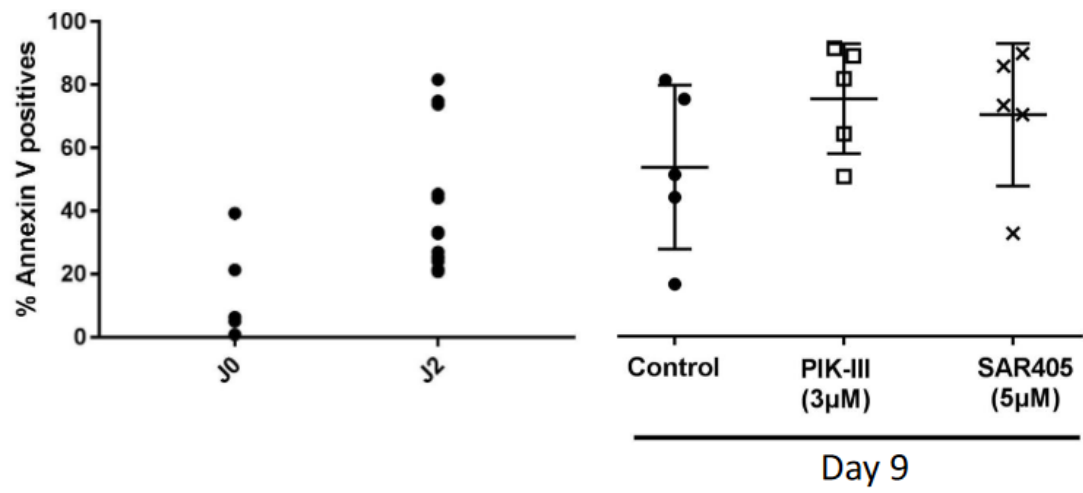 % Annexin V positives
100
80
60
40
20
0
J0
J2
Control
PIK-III
(3µM)
SAR405
(5µM)
Day 9